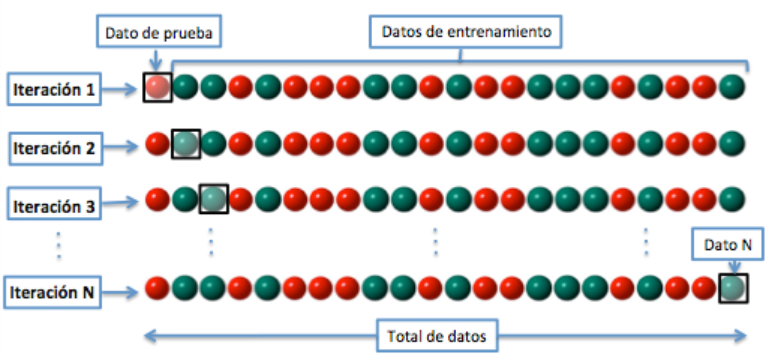 Dato de prueba
Datos de entrenamiento
Iteración 1
Iteración 2
Iteración 3
Dato N
Iteración N
Total de datos